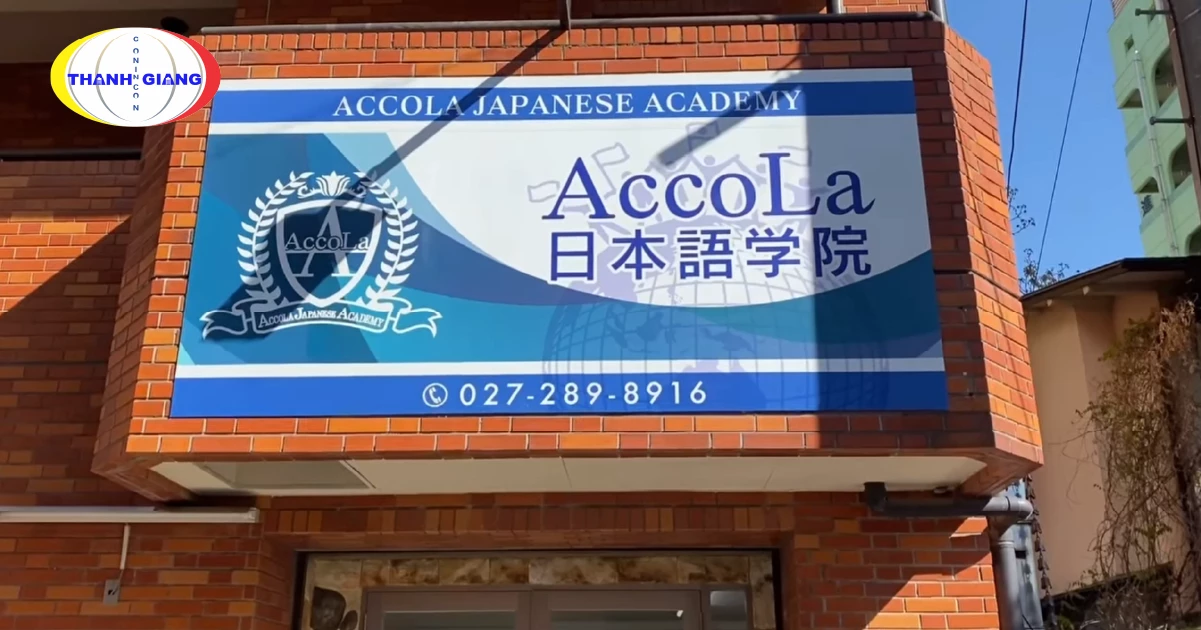 CONINCON
THANH GIANG
ACCOLA JAPANESE ACADEMY
AccoLa
日本語学院
AccoLa
A
ACCOLA JAPANESE ACADEMY
027-289-8916